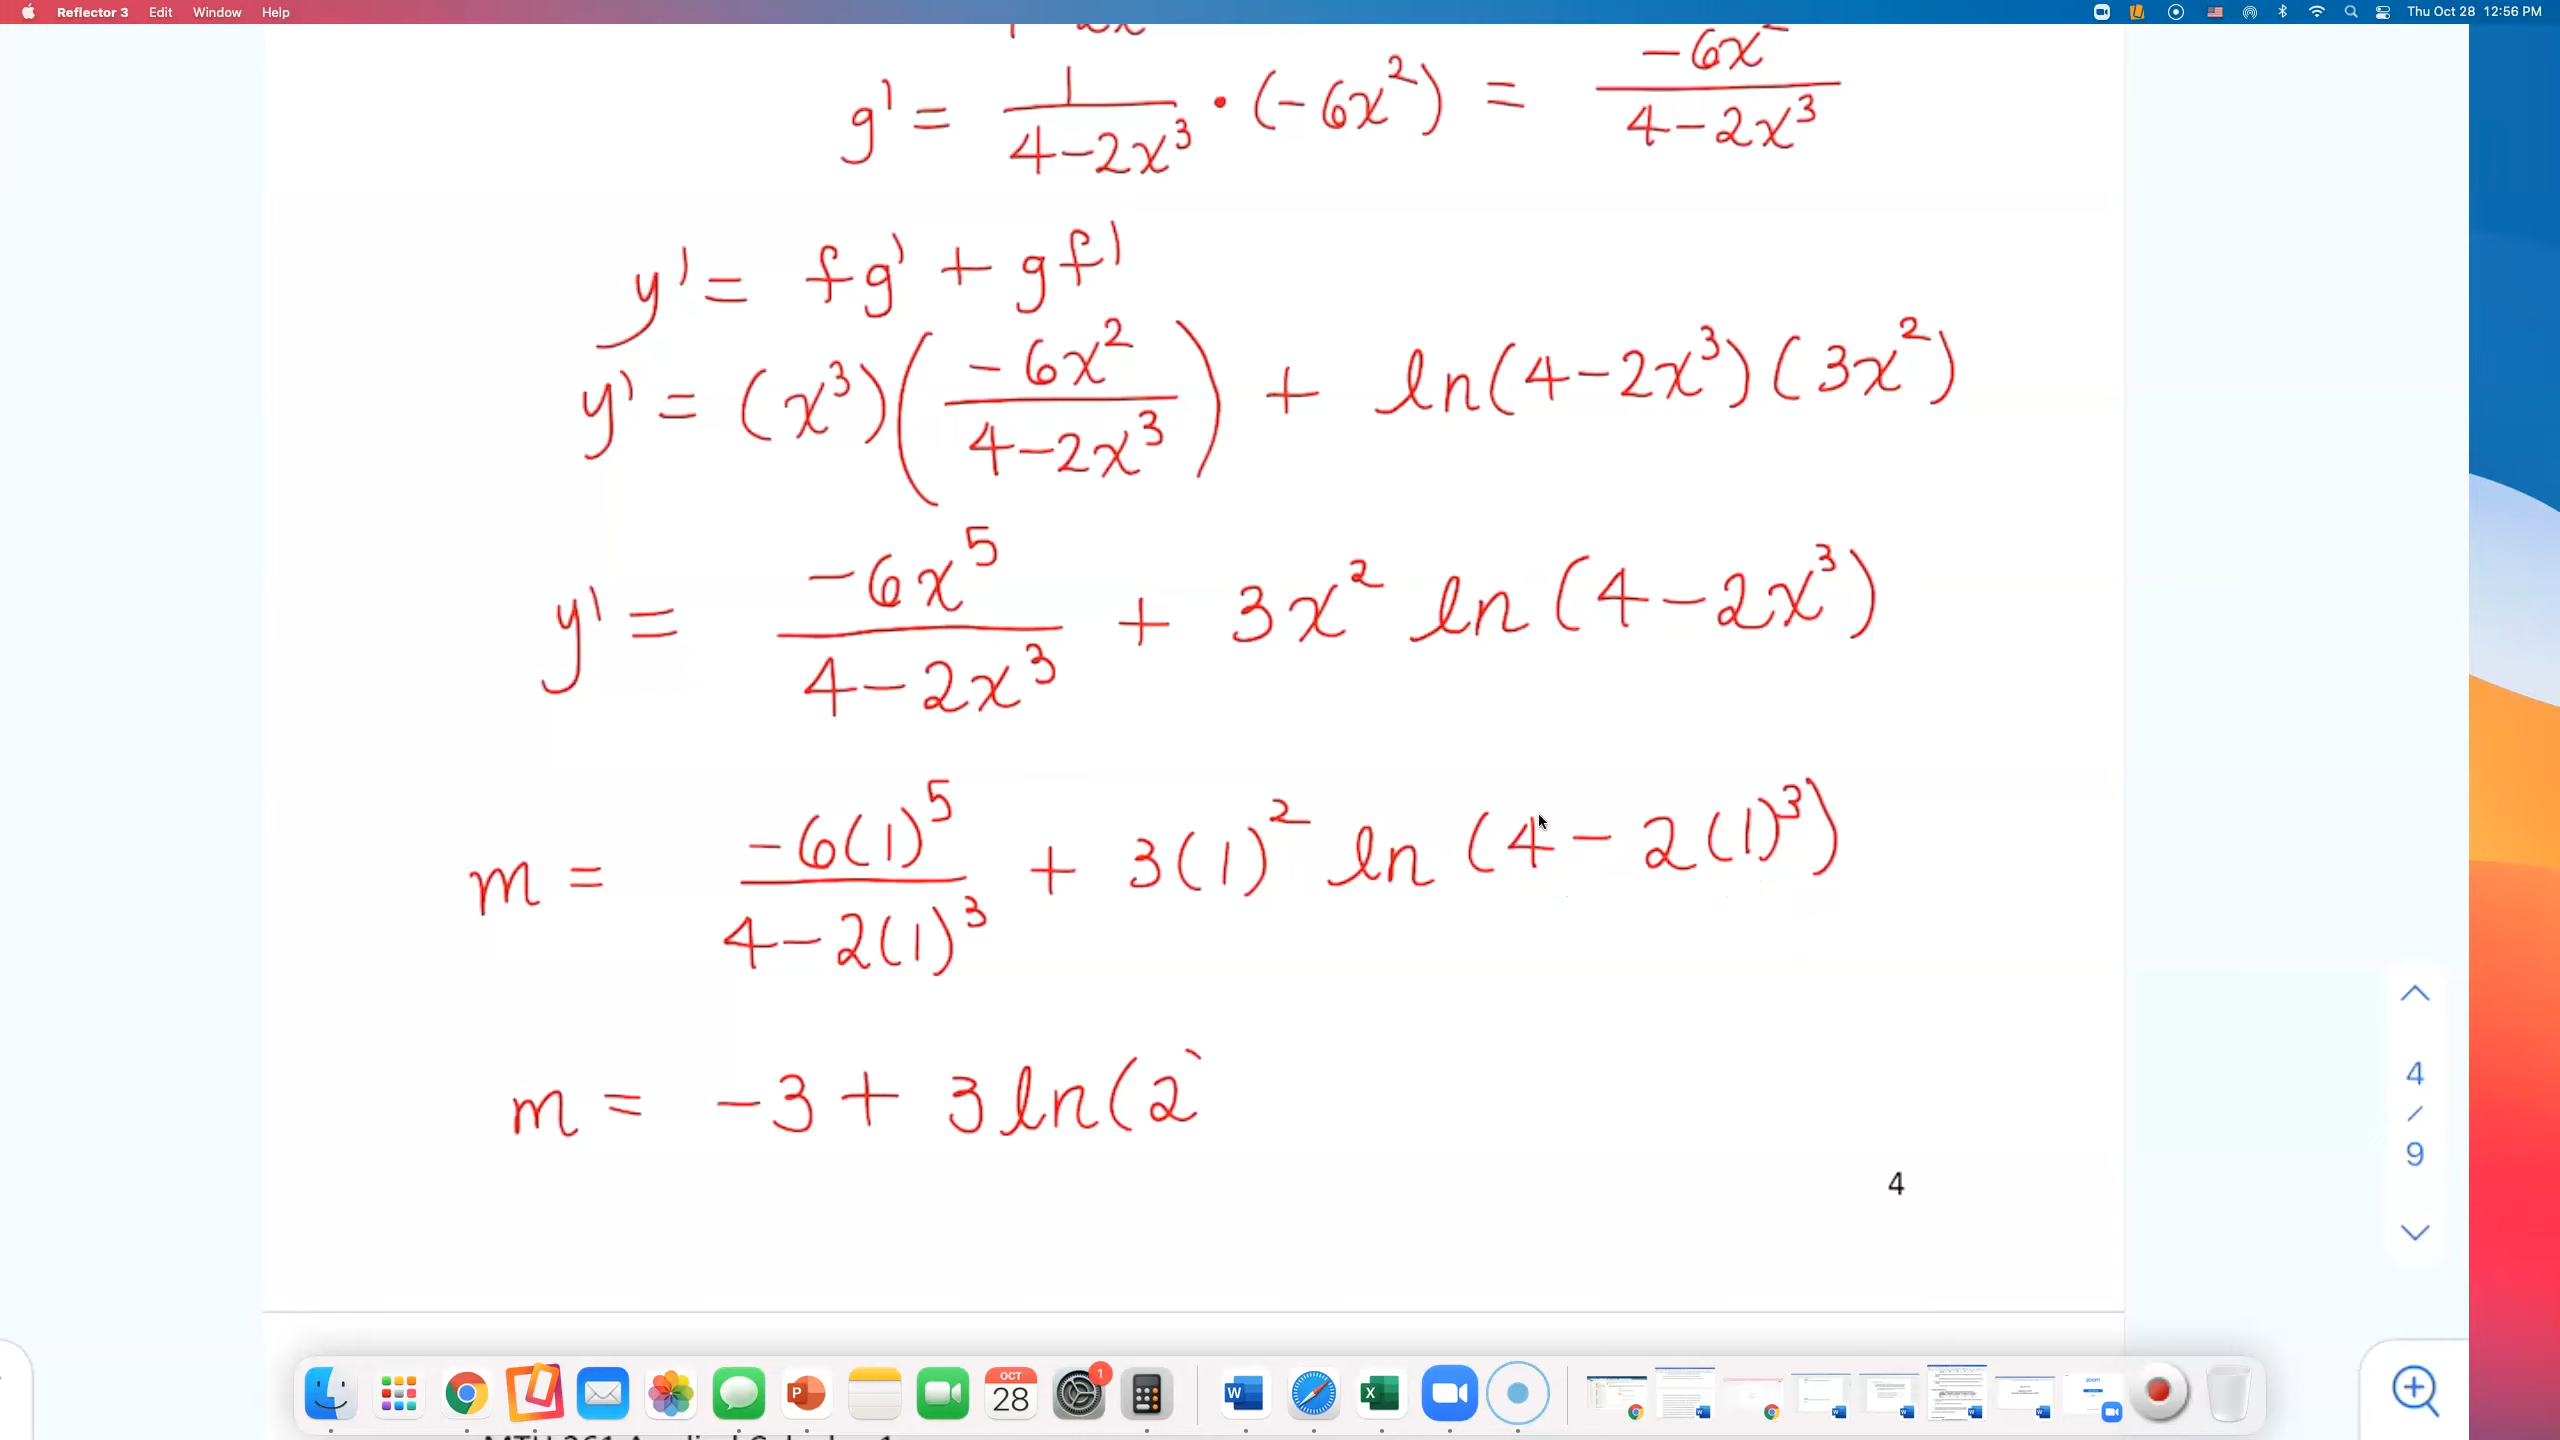 Reflector 3 Edit Window Help Thu Oct 28 12:56 PM
g' = 1/(4-2x³) · (-6x²) = -6x²/(4-2x³)
y' = fg' + gf'
y' = (x³)(-6x²/(4-2x³)) + ln(4-2x³)(3x²)
y' = -6x⁵/(4-2x³) + 3x² ln(4-2x³)
m = -6(1)⁵/(4-2(1)³) + 3(1)² ln(4-2(1)³)
m = -3 + 3 ln(2
4
4
/
9
OCT
28
1
P
W
X
zoom